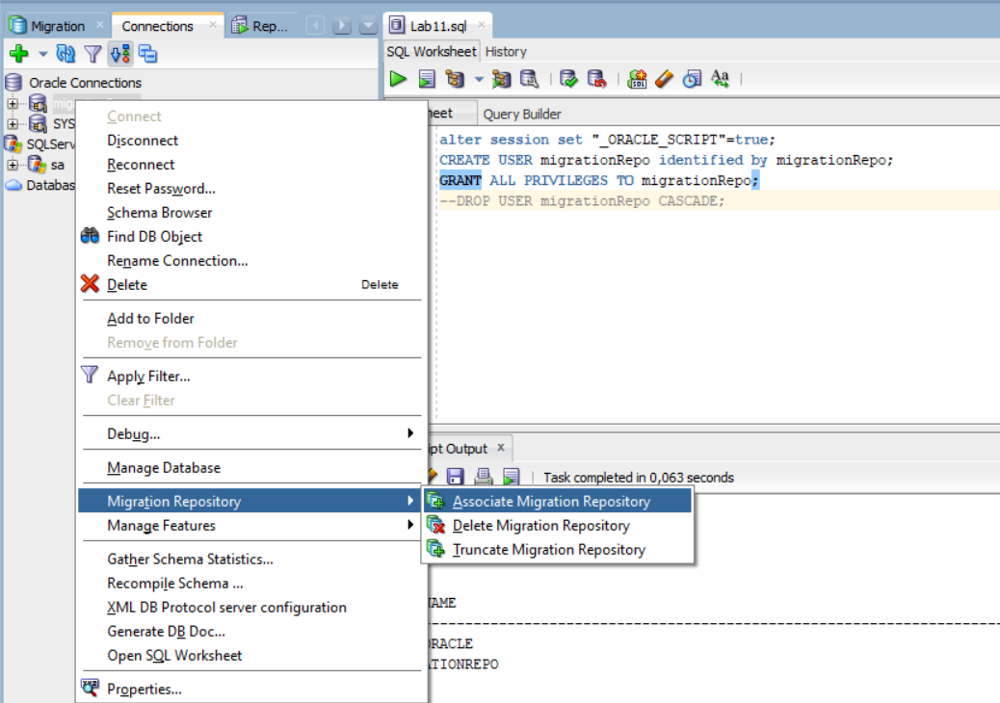 Migration
Connections
Rep...
Lab11.sql
SQL Worksheet History
Oracle Connections
SYS
SQLServ
sa
Databas
Connect
Disconnect
Reconnect
Reset Password...
Schema Browser
Find DB Object
Rename Connection...
Delete Delete
Add to Folder
Remove from Folder
Apply Filter...
Clear Filter
Debug...
Manage Database
Migration Repository
Manage Features
Gather Schema Statistics...
Recompile Schema ...
XML DB Protocol server configuration
Generate DB Doc...
Open SQL Worksheet
Properties...
Associate Migration Repository
Delete Migration Repository
Truncate Migration Repository
heet Query Builder
alter session set "_ORACLE_SCRIPT"=true;
CREATE USER migrationRepo identified by migrationRepo;
GRANT ALL PRIVILEGES TO migrationRepo;
--DROP USER migrationRepo CASCADE;
ipt Output
Task completed in 0,063 seconds
NAME
--------------------------------------------------------------------------------
ORACLE
ATIONREPO